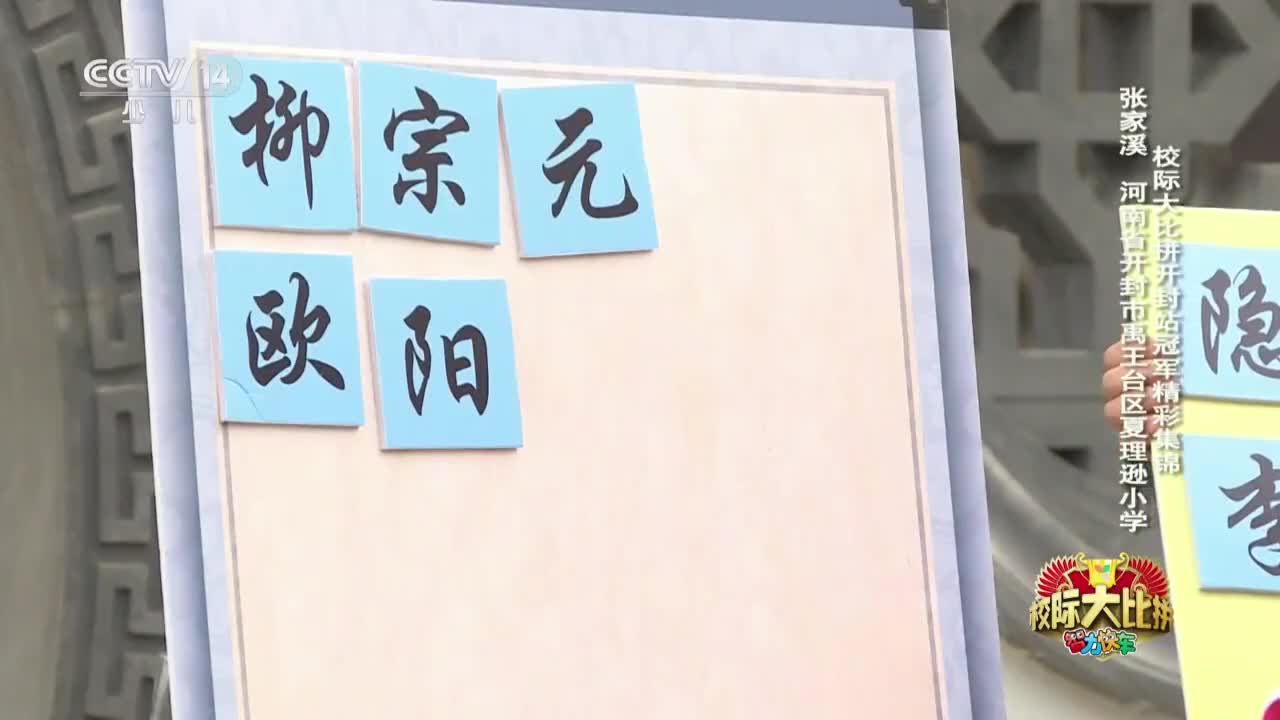 CCTV 14
少儿
柳宗元
欧阳
隐
李
校际大比拼开封站冠军精彩集锦
张家溪 河南省开封市禹王台区夏理逊小学
校际大比拼
智力快车